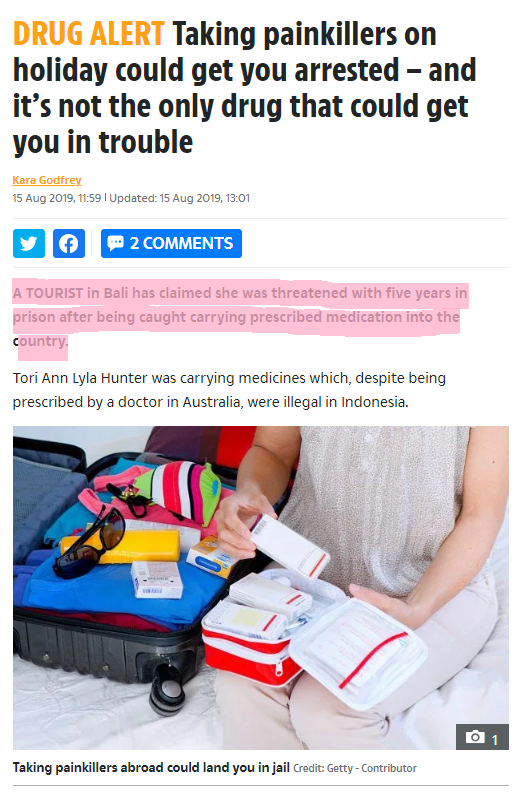 DRUG ALERT Taking painkillers on
holiday could get you arrested – and
it's not the only drug that could get
you in trouble
Kara Godfrey
15 Aug 2019, 11:59 | Updated: 15 Aug 2019, 13:01
2 COMMENTS
A TOURIST in Bali has claimed she was threatened with five years in
prison after being caught carrying prescribed medication into the
country.
Tori Ann Lyla Hunter was carrying medicines which, despite being
prescribed by a doctor in Australia, were illegal in Indonesia.
1
Taking painkillers abroad could land you in jail Credit: Getty - Contributor